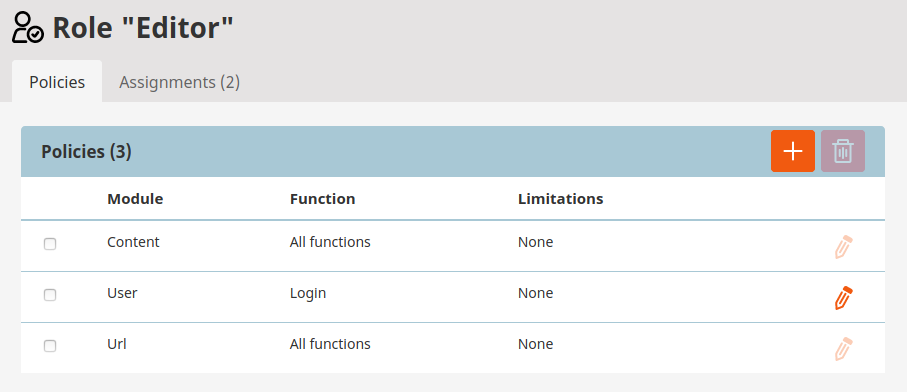 Role "Editor"
Policies
Assignments (2)
Policies (3)
Module Function Limitations
Content All functions None
User Login None
Url All functions None